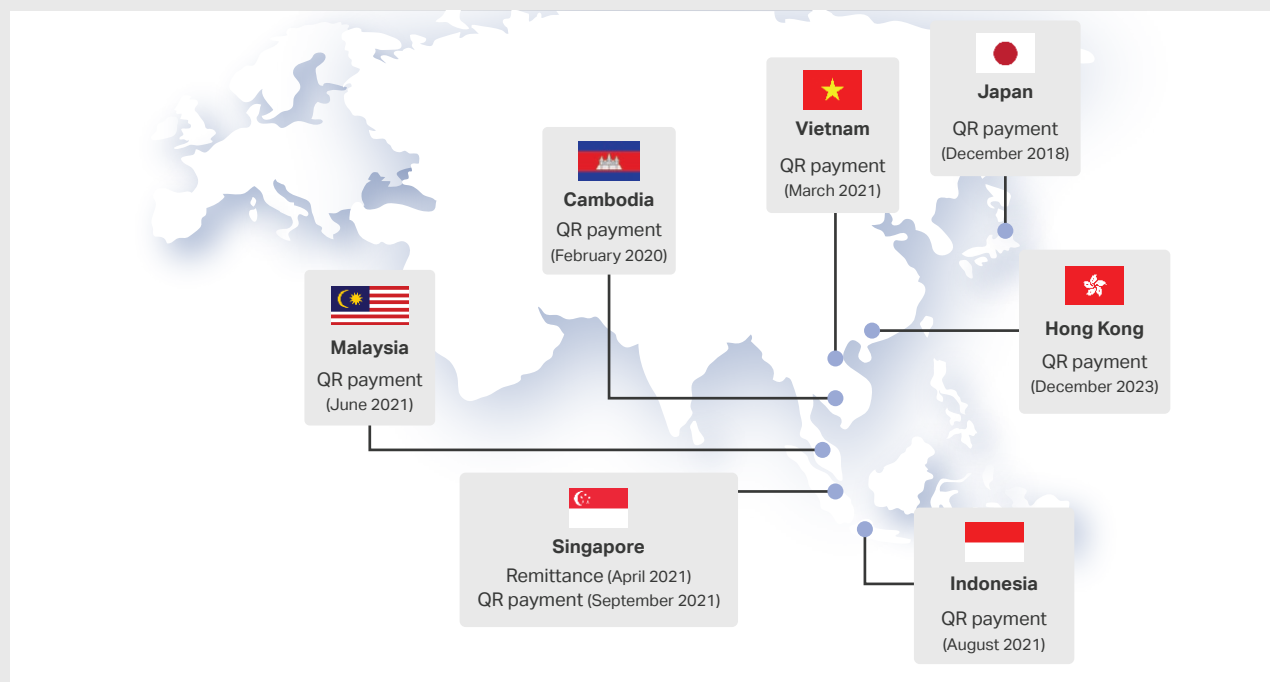 Japan
QR payment
(December 2018)
Vietnam
QR payment
(March 2021)
Cambodia
QR payment
(February 2020)
Hong Kong
QR payment
(December 2023)
Malaysia
QR payment
(June 2021)
Singapore
Remittance (April 2021)
QR payment (September 2021)
Indonesia
QR payment
(August 2021)